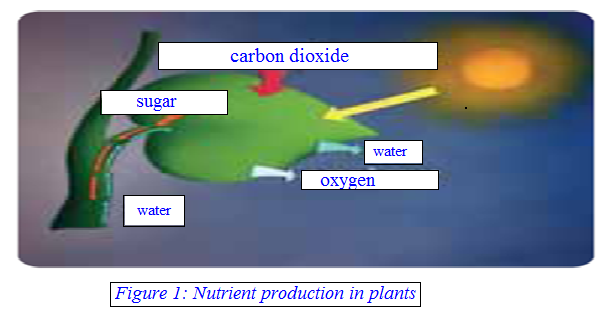 carbon dioxide
sugar
water
oxygen
water
Figure 1: Nutrient production in plants